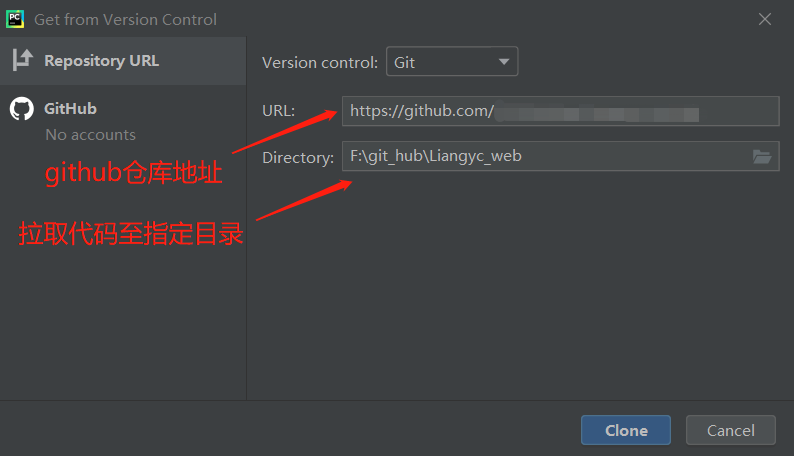 PC
Get from Version Control
Repository URL
GitHub
No accounts
github仓库地址
拉取代码至指定目录
Version control: Git
URL: https://github.com/
Directory: F:\git_hub\Liangyc_web
Clone
Cancel